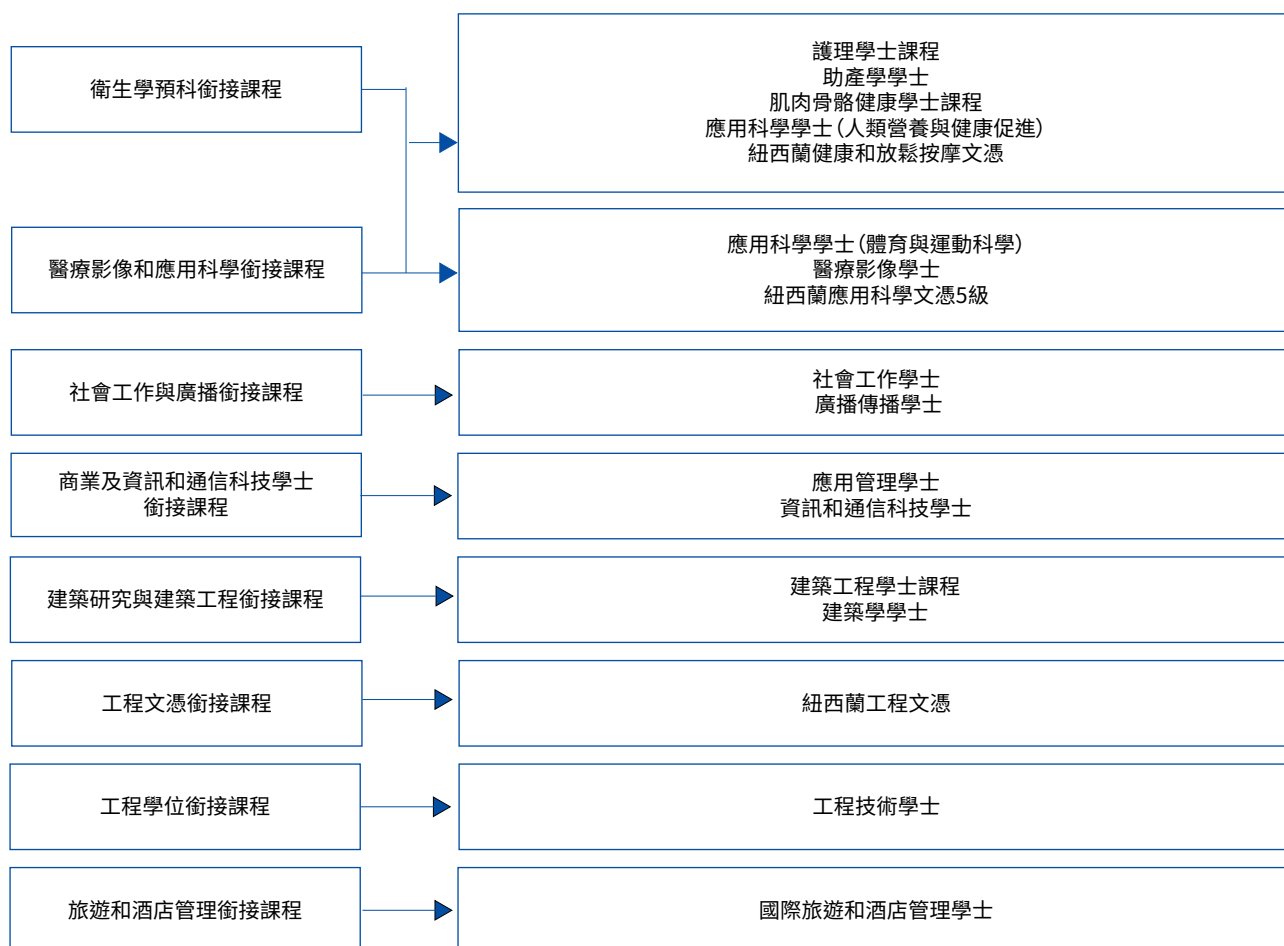 衛生學預科銜接課程
護理學士課程
助產學學士
肌肉骨骼健康學士課程
應用科學學士(人類營養與健康促進)
紐西蘭健康和放鬆按摩文憑
醫療影像和應用科學銜接課程
應用科學學士(體育與運動科學)
醫療影像學士
紐西蘭應用科學文憑5級
社會工作與廣播銜接課程
社會工作學士
廣播傳播學士
商業及資訊和通信科技學士
銜接課程
應用管理學士
資訊和通信科技學士
建築研究與建築工程銜接課程
建築工程學士課程
建築學學士
工程文憑銜接課程
紐西蘭工程文憑
工程學位銜接課程
工程技術學士
旅遊和酒店管理銜接課程
國際旅遊和酒店管理學士